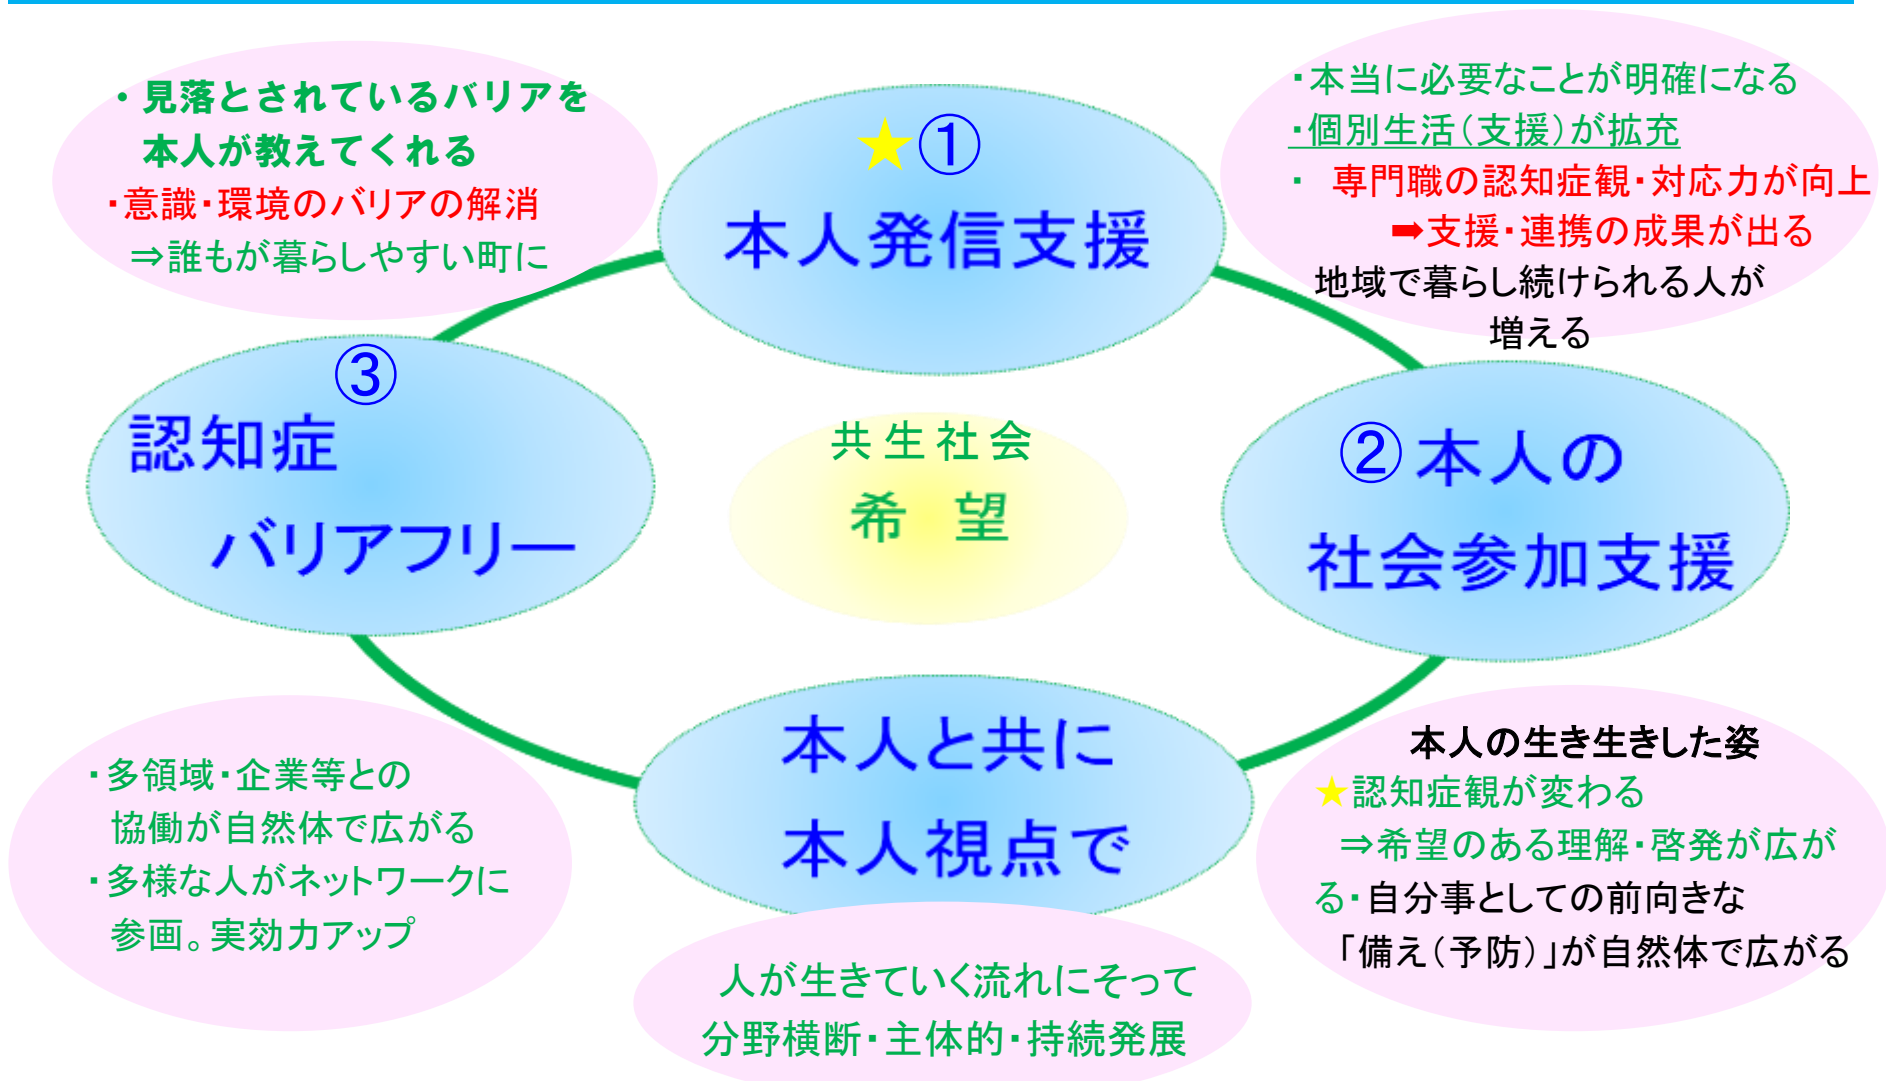 ・見落とされているバリアを
本人が教えてくれる
・意識・環境のバリアの解消
⇒誰もが暮らしやすい町に
★①
本人発信支援
・本当に必要なことが明確になる
・個別生活(支援)が拡充
・ 専門職の認知症観・対応力が向上
➡支援・連携の成果が出る
地域で暮らし続けられる人が
増える
③
認知症
バリアフリー
共生社会
希 望
②本人の
社会参加支援
・多領域・企業等との
協働が自然体で広がる
・多様な人がネットワークに
参画。実効力アップ
本人と共に
本人視点で
人が生きていく流れにそって
分野横断・主体的・持続発展
本人の生き生きした姿
★認知症観が変わる
⇒希望のある理解・啓発が広が
る・自分事としての前向きな
「備え(予防)」が自然体で広がる